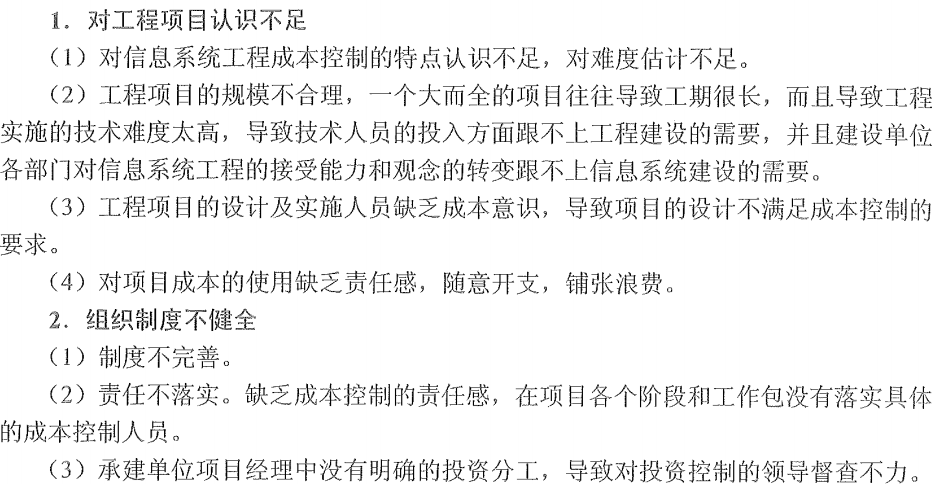 1．对工程项目认识不足
（1）对信息系统工程成本控制的特点认识不足，对难度估计不足。
（2）工程项目的规模不合理，一个大而全的项目往往导致工期很长，而且导致工程
实施的技术难度太高，导致技术人员的投入方面跟不上工程建设的需要，并且建设单位
各部门对信息系统工程的接受能力和观念的转变跟不上信息系统建设的需要。
（3）工程项目的设计及实施人员缺乏成本意识，导致项目的设计不满足成本控制的
要求。
（4）对项目成本的使用缺乏责任感，随意开支，铺张浪费。
2．组织制度不健全
（1）制度不完善。
（2）责任不落实。缺乏成本控制的责任感，在项目各个阶段和工作包没有落实具体
的成本控制人员。
（3）承建单位项目经理中没有明确的投资分工，导致对投资控制的领导督查不力。